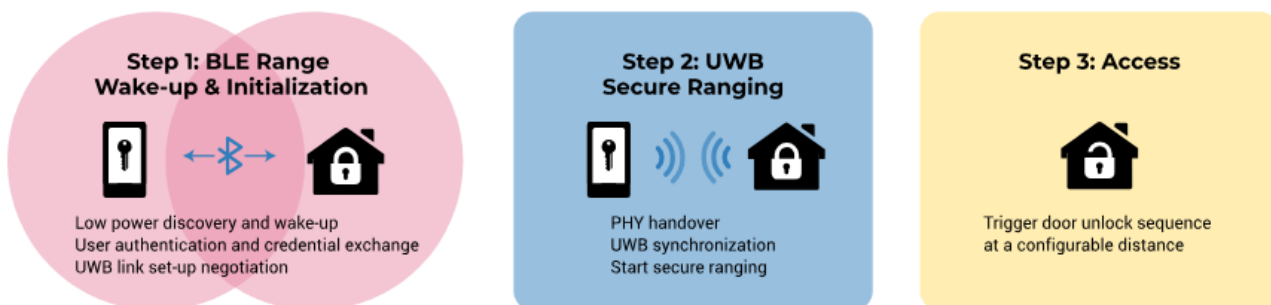 Step 1: BLE Range
Wake-up & Initialization
Low power discovery and wake-up
User authentication and credential exchange
UWB link set-up negotiation
Step 2: UWB
Secure Ranging
PHY handover
UWB synchronization
Start secure ranging
Step 3: Access
Trigger door unlock sequence
at a configurable distance